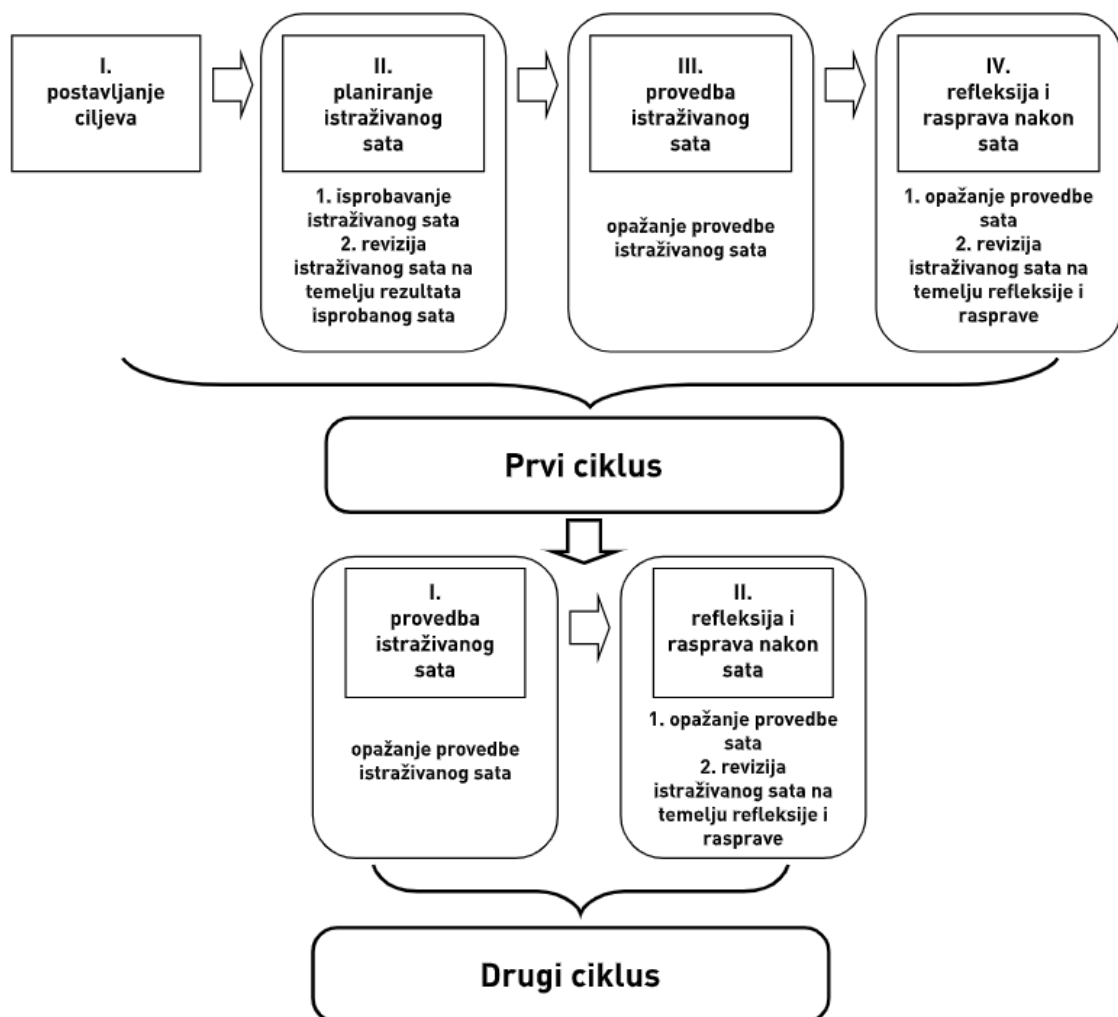 I.
postavljanje
ciljeva
II.
planiranje
istraživanog
sata
1. isprobavanje
istraživanog sata
2. revizija
istraživanog sata na
temelju rezultata
isprobanog sata
III.
provedba
istraživanog
sata
opažanje provedbe
istraživanog sata
IV.
refleksija i
rasprava nakon
sata
1. opažanje provedbe
sata
2. revizija
istraživanog sata na
temelju refleksije i
rasprave
Prvi ciklus
I.
provedba
istraživanog
sata
opažanje provedbe
istraživanog sata
II.
refleksija i
rasprava nakon
sata
1. opažanje provedbe
sata
2. revizija
istraživanog sata na
temelju refleksije i
rasprave
Drugi ciklus